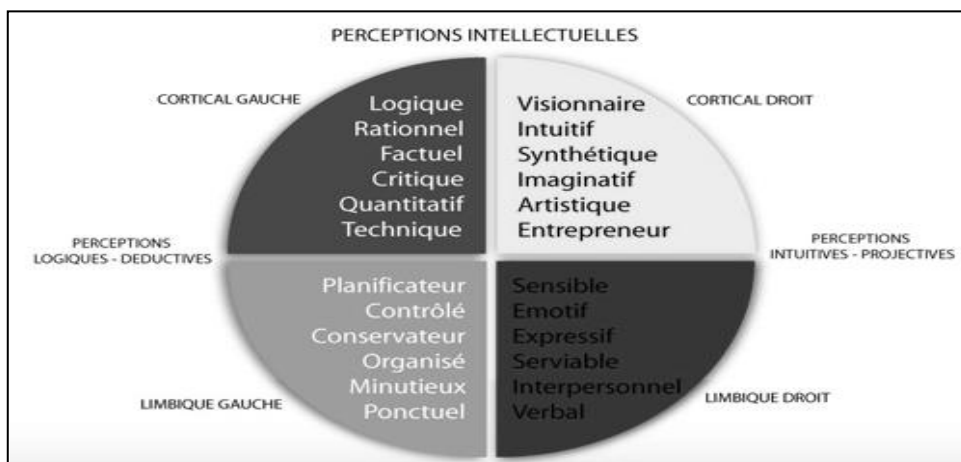 PERCEPTIONS INTELLECTUELLES
CORTICAL GAUCHE
Logique
Rationnel
Factuel
Critique
Quantitatif
Technique
CORTICAL DROIT
Visionnaire
Intuitif
Synthétique
Imaginatif
Artistique
Entrepreneur
PERCEPTIONS
LOGIQUES - DEDUCTIVES
PERCEPTIONS
INTUITIVES - PROJECTIVES
Planificateur
Contrôlé
Conservateur
Organisé
Minutieux
Ponctuel
LIMBIQUE GAUCHE
Sensible
Emotif
Expressif
Serviable
Interpersonnel
Verbal
LIMBIQUE DROIT